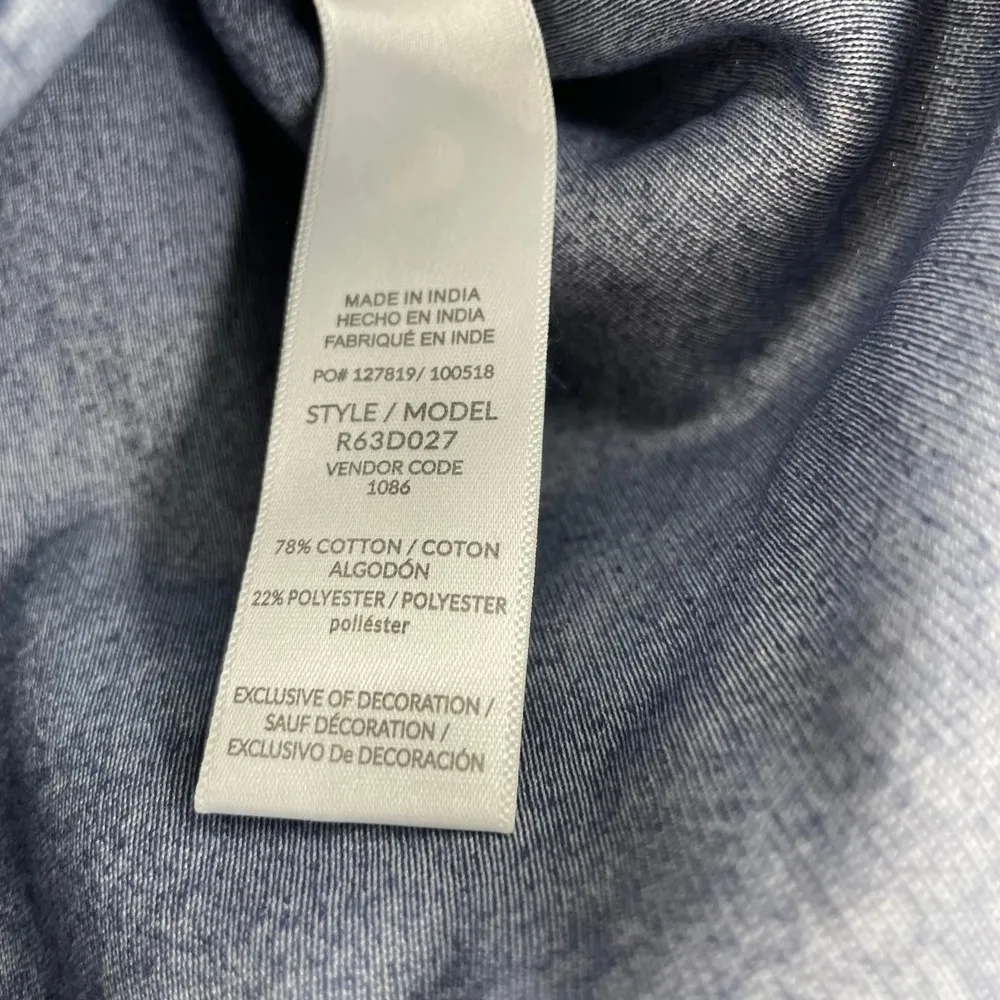 MADE IN INDIA
HECHO EN INDIA
FABRIQUÉ EN INDE
PO# 127819/ 100518
STYLE / MODEL
R63D027
VENDOR CODE
1086
78% COTTON / COTON
ALGODÓN
22% POLYESTER / POLYESTER
poliéster
EXCLUSIVE OF DECORATION /
SAUF DÉCORATION /
EXCLUSIVO De DECORACIÓN